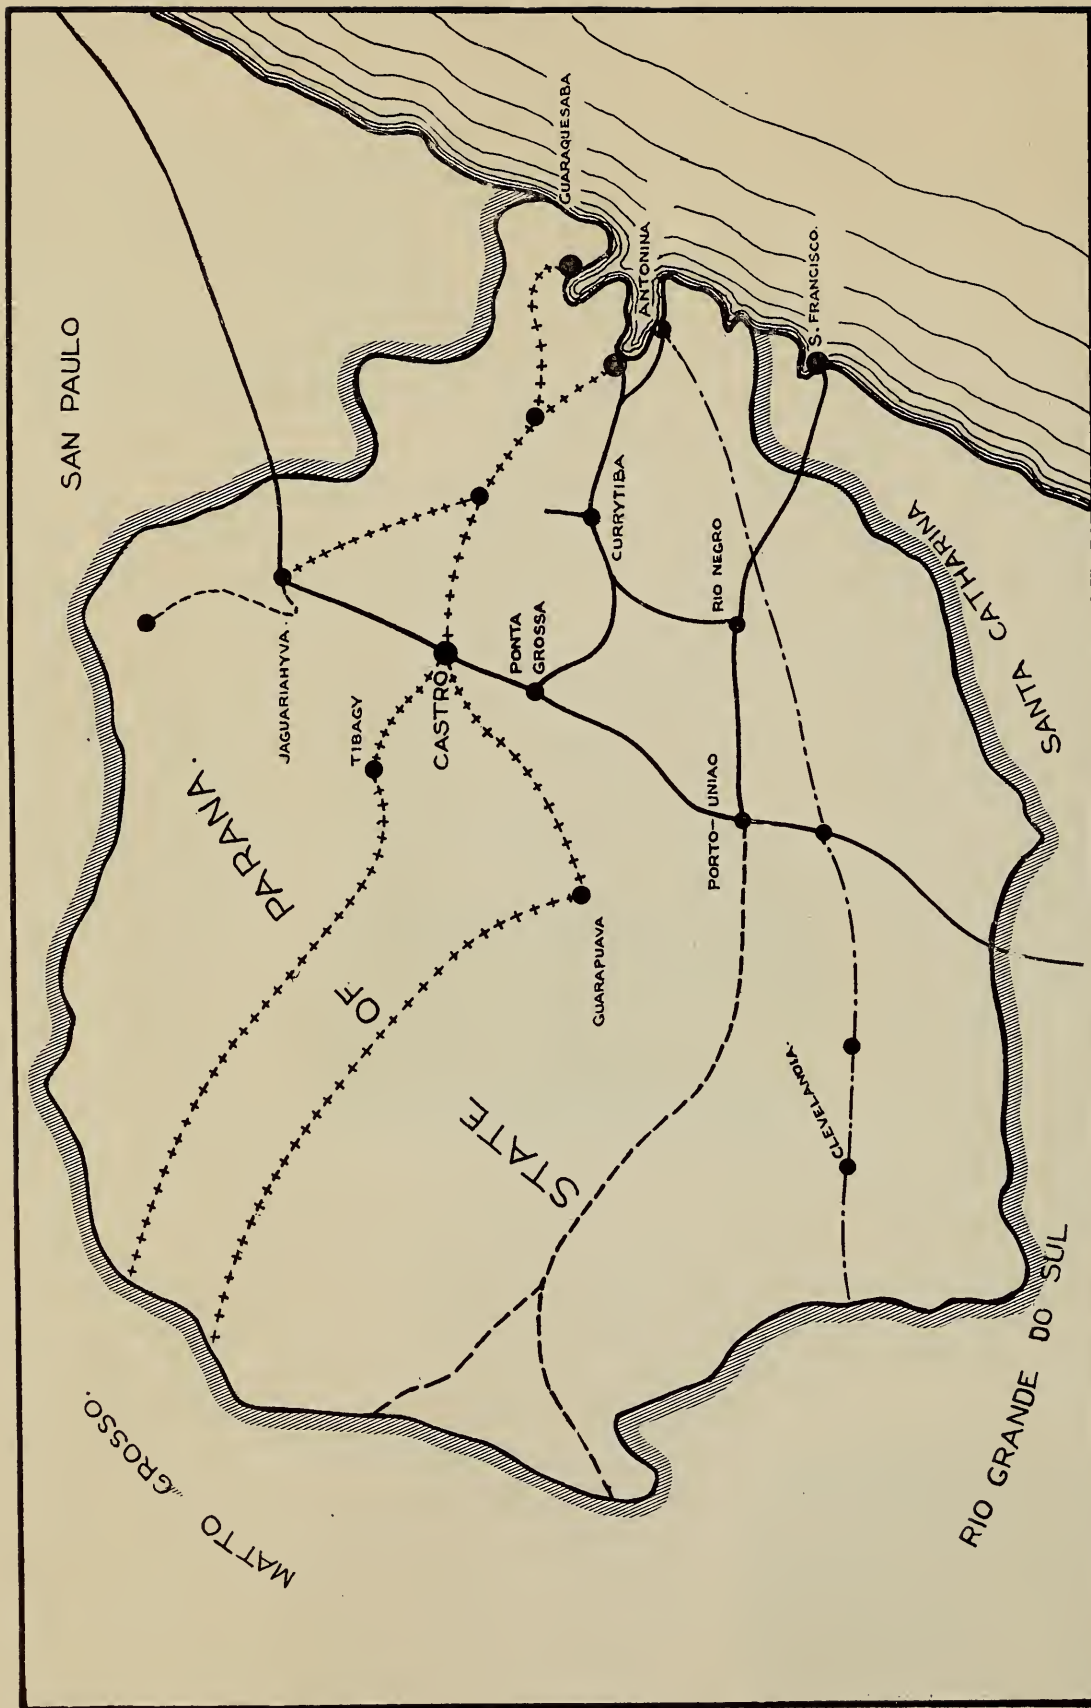 SAN PAULO
GUARAQUESABA
ANTONINA
S. FRANCISCO.
JAGUARIAHYVA.
TIBAGY
CASTRO
PONTA
GROSSA
CURRYTIBA
RIO NEGRO
PORTO-UNIAO
GUARAPUAVA
CLEVELANDIA.
STATE OF PARANA.
MATTO GROSSO.
SANTA CATHARINA
RIO GRANDE DO SUL